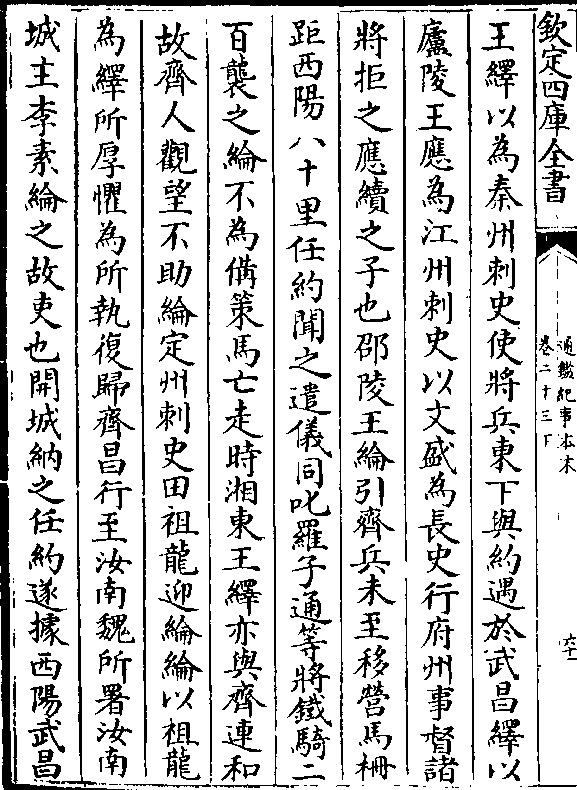 欽定四庫全書
通鑑紀事本末
卷二十三下
六十一
王繹以為秦州刺史使將兵東下與約遇於武昌繹以
廬陵王應為江州刺史以文盛為長史行府州事督諸
將拒之應續之子也邵陵王綸引齊兵未至移營馬柵
距西陽八十里任約聞之遣儀同叱羅子通等將鐵騎二
百襲之綸不為備策馬亡走時湘東王繹亦與齊連和
故齊人觀望不助綸定州刺史田祖龍迎綸綸以祖龍
為繹所厚懼為所執復歸齊昌行至汝南魏所署汝南
城主李素綸之故吏也開城納之任約遂據西陽武昌